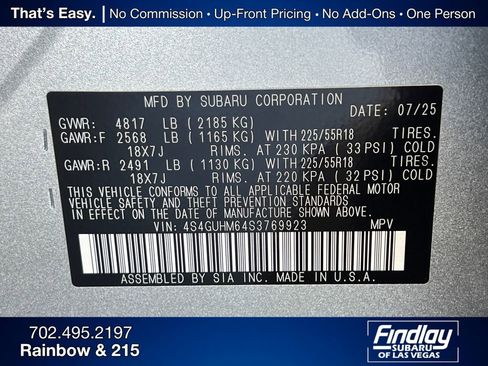 That's Easy. | No Commission • Up-Front Pricing • No Add-Ons • One Person
MFD BY SUBARU CORPORATION
DATE: 07/25
GVWR: 4817 LB (2185 KG)
GAWR:F 2568 LB (1165 KG) WITH 225/55R18 TIRES.
18X7J RIMS. AT 230 KPA (33 PSI) COLD
GAWR:R 2491 LB (1130 KG) WITH 225/55R18 TIRES.
18X7J RIMS. AT 220 KPA (32 PSI) COLD
THIS VEHICLE CONFORMS TO ALL APPLICABLE FEDERAL MOTOR
VEHICLE SAFETY AND THEFT PREVENTION STANDARDS
IN EFFECT ON THE DATE OF MANUFACTURE SHOWN ABOVE.
VIN: 4S4GUHM64S3769923 MPV
ASSEMBLED BY SIA INC. MADE IN U.S.A.
702.495.2197
Rainbow & 215
Findlay
SUBARU
OF LAS VEGAS